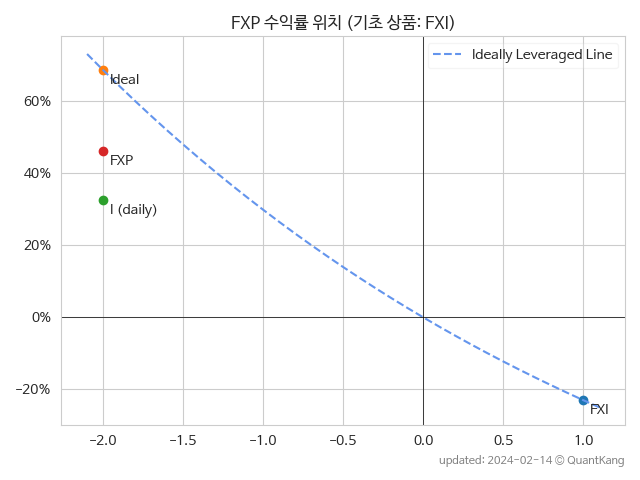 FXP 수익률 위치 (기초 상품: FXI)
Ideally Leveraged Line
Ideal
60%
FXP
40%
I (daily)
20%
0%
−20%
FXI
−2.0 −1.5 −1.0 −0.5 0.0 0.5 1.0
updated: 2024-02-14 © QuantKang